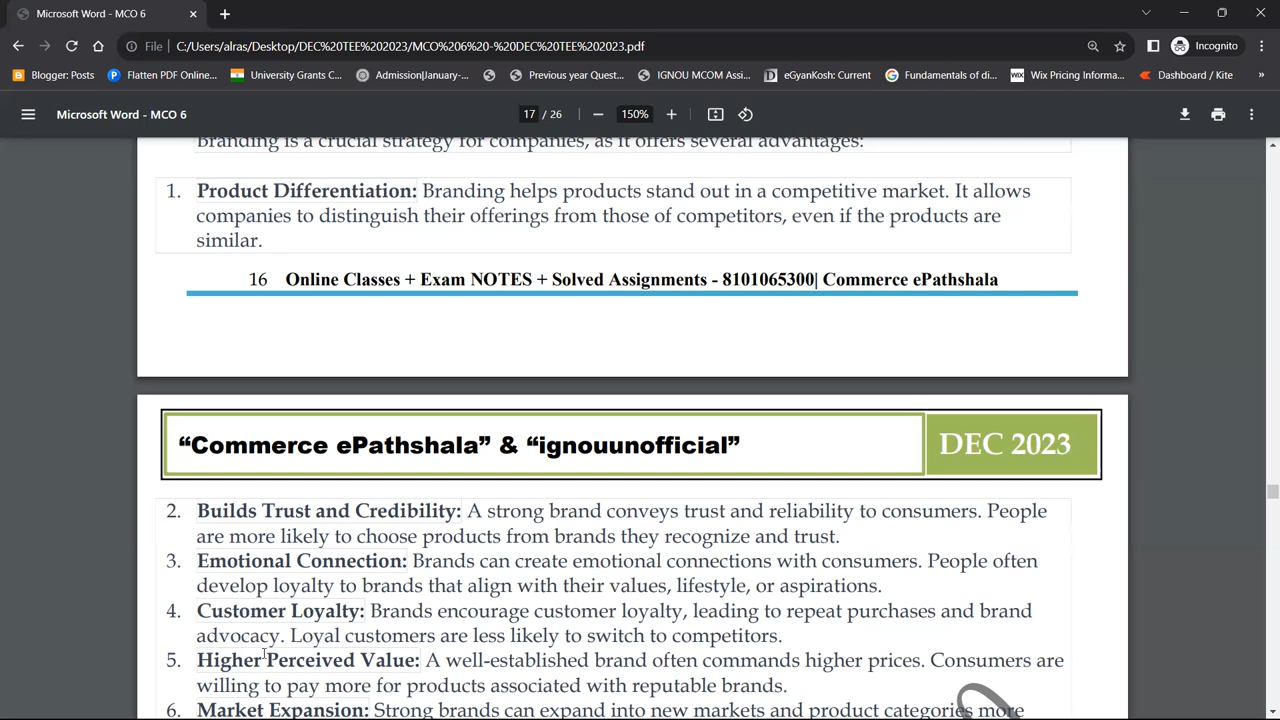 Microsoft Word - MCO 6
File C:/Users/alras/Desktop/DEC%20TEE%202023/MCO%206%20-%20DEC%20TEE%202023.pdf Incognito
Blogger: Posts Flatten PDF Online... University Grants C... Admission|January-... Previous year Quest... IGNOU MCOM Assi... eGyanKosh: Current Fundamentals of di... Wix Pricing Informa... Dashboard / Kite »
Microsoft Word - MCO 6 17 / 26 150%
Branding is a crucial strategy for companies, as it offers several advantages:
1. Product Differentiation: Branding helps products stand out in a competitive market. It allows
companies to distinguish their offerings from those of competitors, even if the products are
similar.
16 Online Classes + Exam NOTES + Solved Assignments - 8101065300| Commerce ePathshala
“Commerce ePathshala” & “ignouunofficial” DEC 2023
2. Builds Trust and Credibility: A strong brand conveys trust and reliability to consumers. People
are more likely to choose products from brands they recognize and trust.
3. Emotional Connection: Brands can create emotional connections with consumers. People often
develop loyalty to brands that align with their values, lifestyle, or aspirations.
4. Customer Loyalty: Brands encourage customer loyalty, leading to repeat purchases and brand
advocacy. Loyal customers are less likely to switch to competitors.
5. Higher Perceived Value: A well-established brand often commands higher prices. Consumers are
willing to pay more for products associated with reputable brands.
6. Market Expansion: Strong brands can expand into new markets and product categories more